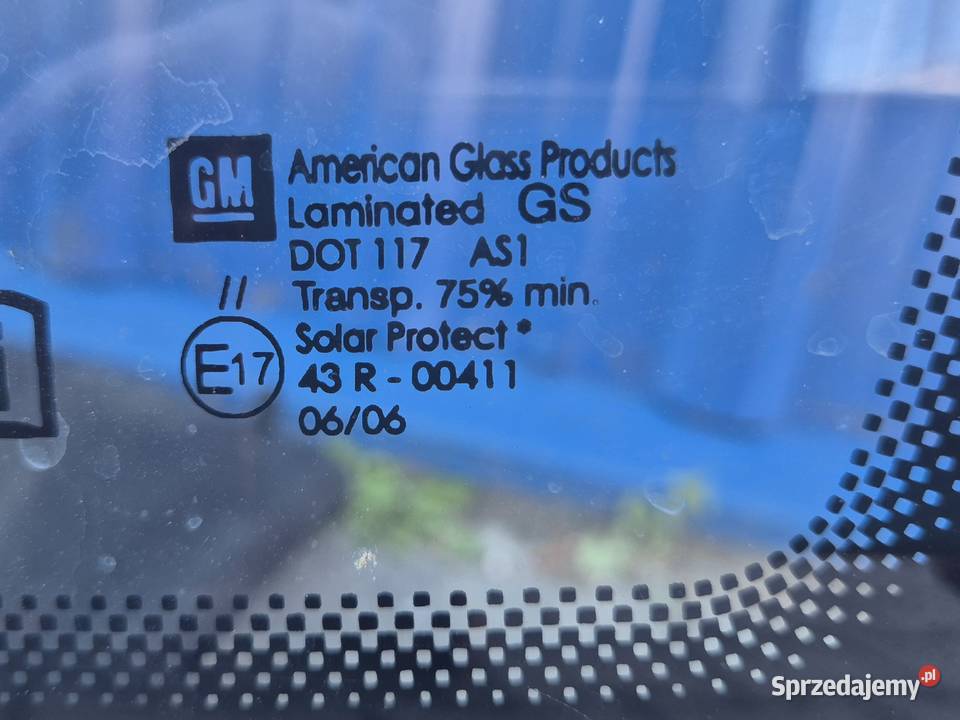 GM
American Glass Products
Laminated GS
DOT 117 AS1
// Transp. 75% min.
Solar Protect *
E17
43 R - 00411
06/06
Sprzedajemy.pl